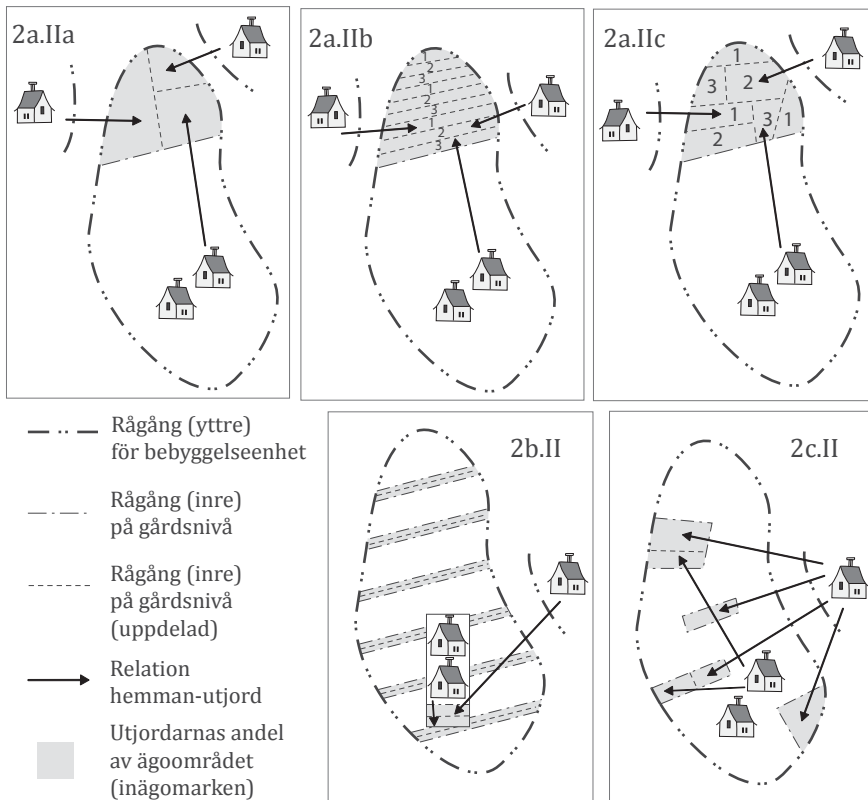 2a.IIa
2a.IIb
2a.IIc
1
2
3
1
2
3
1
2
3
1
3
2
1
3
1
2
Rågång (yttre)
för bebyggelseenhet
Rågång (inre)
på gårdsnivå
Rågång (inre)
på gårdsnivå
(uppdelad)
Relation
hemman-utjord
Utjordarnas andel
av ägoområdet
(inägomarken)
2b.II
2c.II